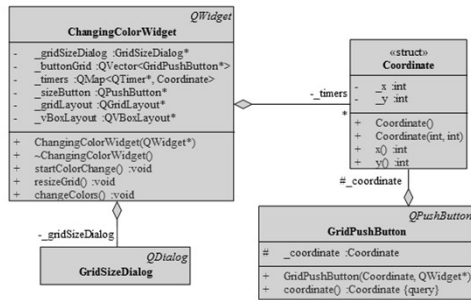 QWidget
ChangingColorWidget
- _gridSizeDialog :GridSizeDialog*
- _buttonGrid :QVector<GridPushButton*>
- _timers :QMap<QTimer*, Coordinate>
- _sizeButton :QPushButton*
- _gridLayout :QGridLayout*
- _vBoxLayout :QVBoxLayout*
+ ChangingColorWidget(QWidget*)
+ ~ChangingColorWidget()
+ startColorChange() :void
+ resizeGrid() :void
+ changeColors() :void
-_timers
*
«struct»
Coordinate
- _x :int
- _y :int
+ Coordinate()
+ Coordinate(int, int)
+ x() :int
+ y() :int
#_coordinate
-_gridSizeDialog
QDialog
GridSizeDialog
QPushButton
GridPushButton
# _coordinate :Coordinate
+ GridPushButton(Coordinate, QWidget*)
+ coordinate() :Coordinate {query}